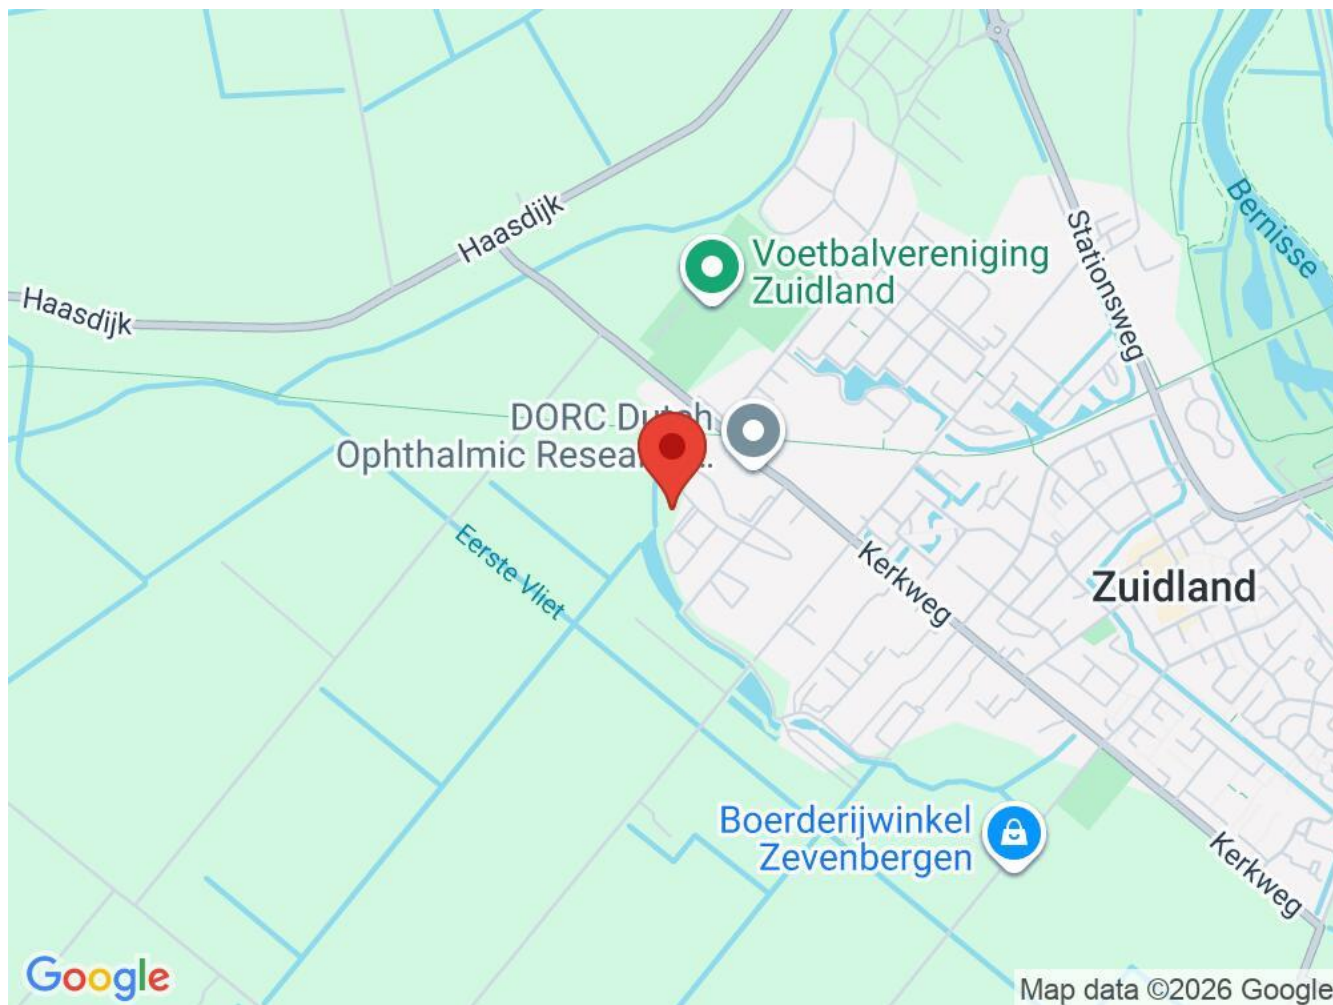 Haasdijk
Haasdijk
Voetbalvereniging
Zuidland
Stationsweg
Bernisse
DORC Dutch
Ophthalmic Resea
Eerste Vliet
Kerkweg
Zuidland
Boerderijwinkel
Zevenbergen
Kerkweg
Google
Map data ©2026 Google